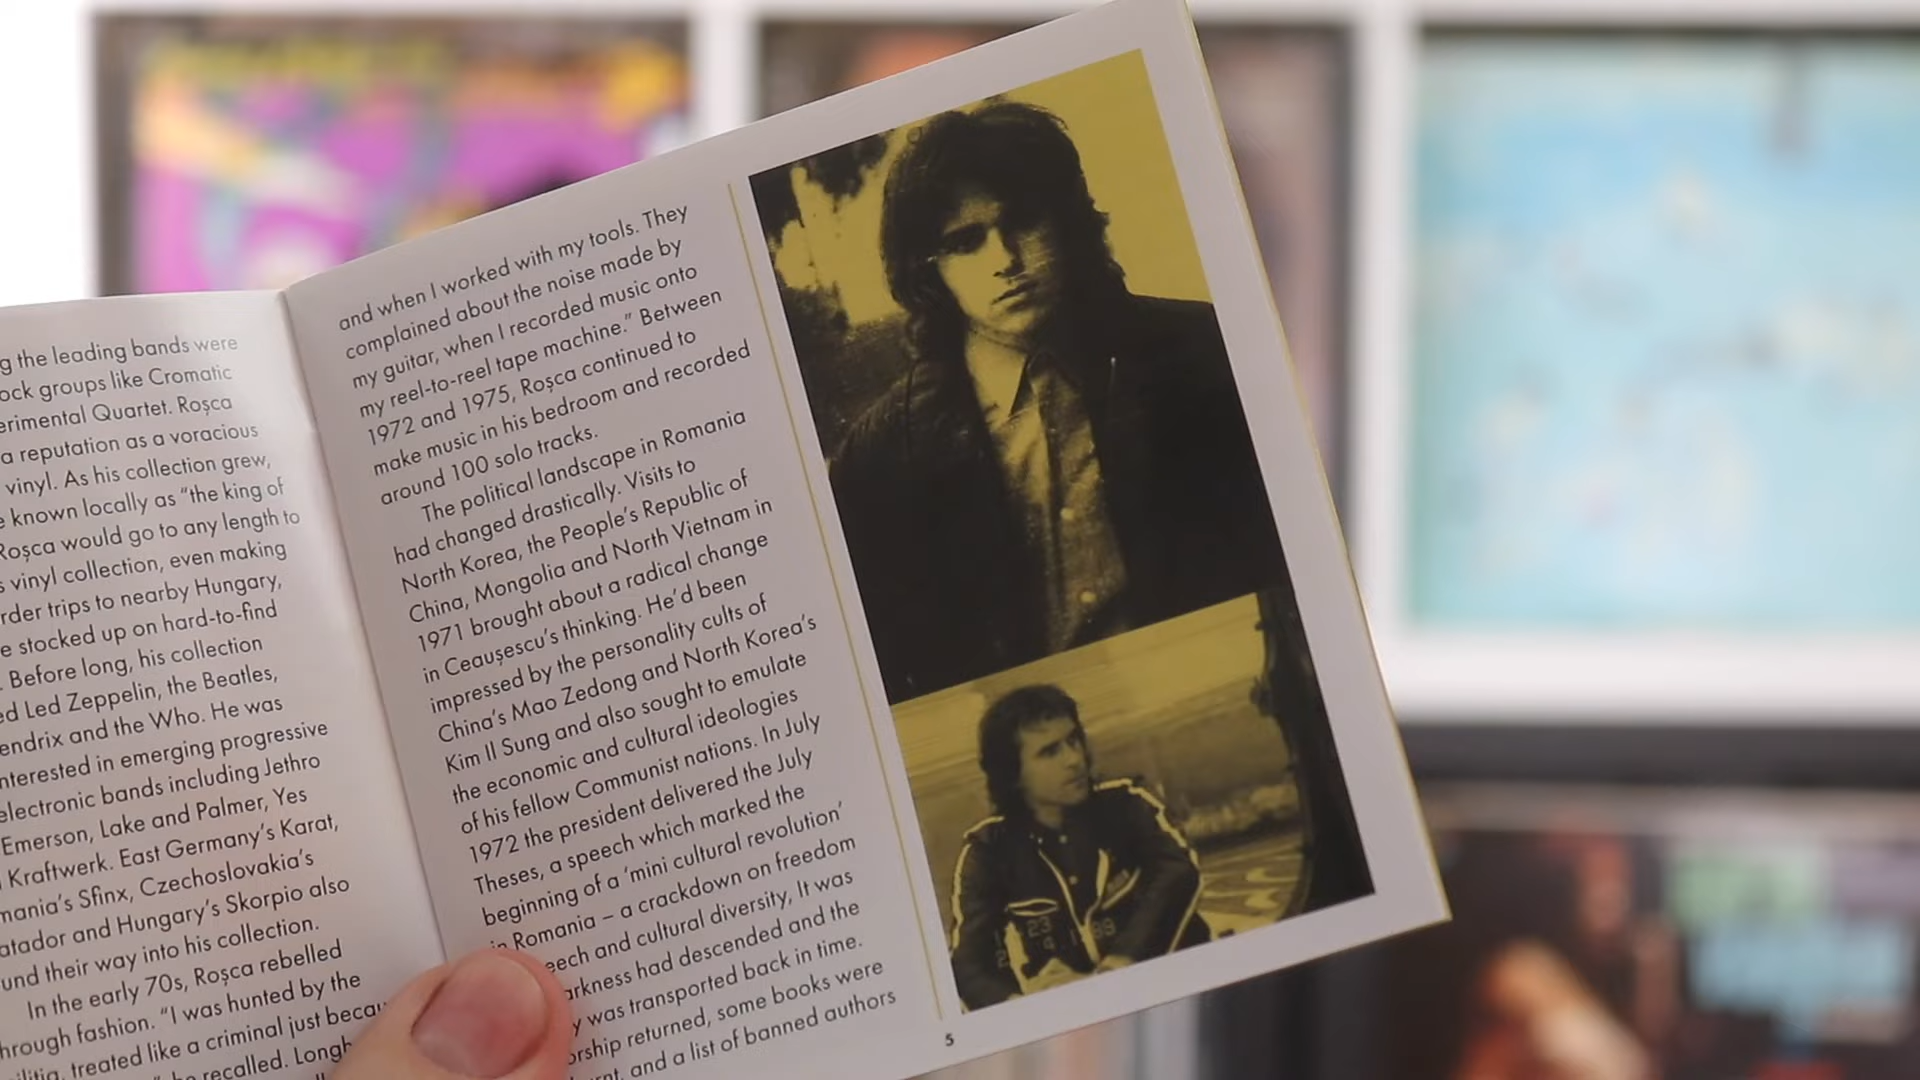 g the leading bands were
ock groups like Cromatic
erimental Quartet. Roșca
a reputation as a voracious
vinyl. As his collection grew,
e known locally as “the king of
Roșca would go to any length to
s vinyl collection, even making
rder trips to nearby Hungary,
e stocked up on hard-to-find
. Before long, his collection
ed Led Zeppelin, the Beatles,
endrix and the Who. He was
nterested in emerging progressive
electronic bands including Jethro
Emerson, Lake and Palmer, Yes
Kraftwerk. East Germany’s Karat,
mania’s Sfinx, Czechoslovakia’s
atador and Hungary’s Skorpio also
und their way into his collection.
In the early 70s, Roșca rebelled
hrough fashion. “I was hunted by the
ilitia, treated like a criminal just becau
he recalled. Longh
and when I worked with my tools. They
complained about the noise made by
my guitar, when I recorded music onto
my reel-to-reel tape machine.” Between
1972 and 1975, Roșca continued to
make music in his bedroom and recorded
around 100 solo tracks.
The political landscape in Romania
had changed drastically. Visits to
North Korea, the People’s Republic of
China, Mongolia and North Vietnam in
1971 brought about a radical change
in Ceaușescu’s thinking. He’d been
impressed by the personality cults of
China’s Mao Zedong and North Korea’s
Kim Il Sung and also sought to emulate
the economic and cultural ideologies
of his fellow Communist nations. In July
1972 the president delivered the July
Theses, a speech which marked the
beginning of a ‘mini cultural revolution’
in Romania – a crackdown on freedom
eech and cultural diversity, It was
arkness had descended and the
y was transported back in time.
orship returned, some books were
rnt, and a list of banned authors
5